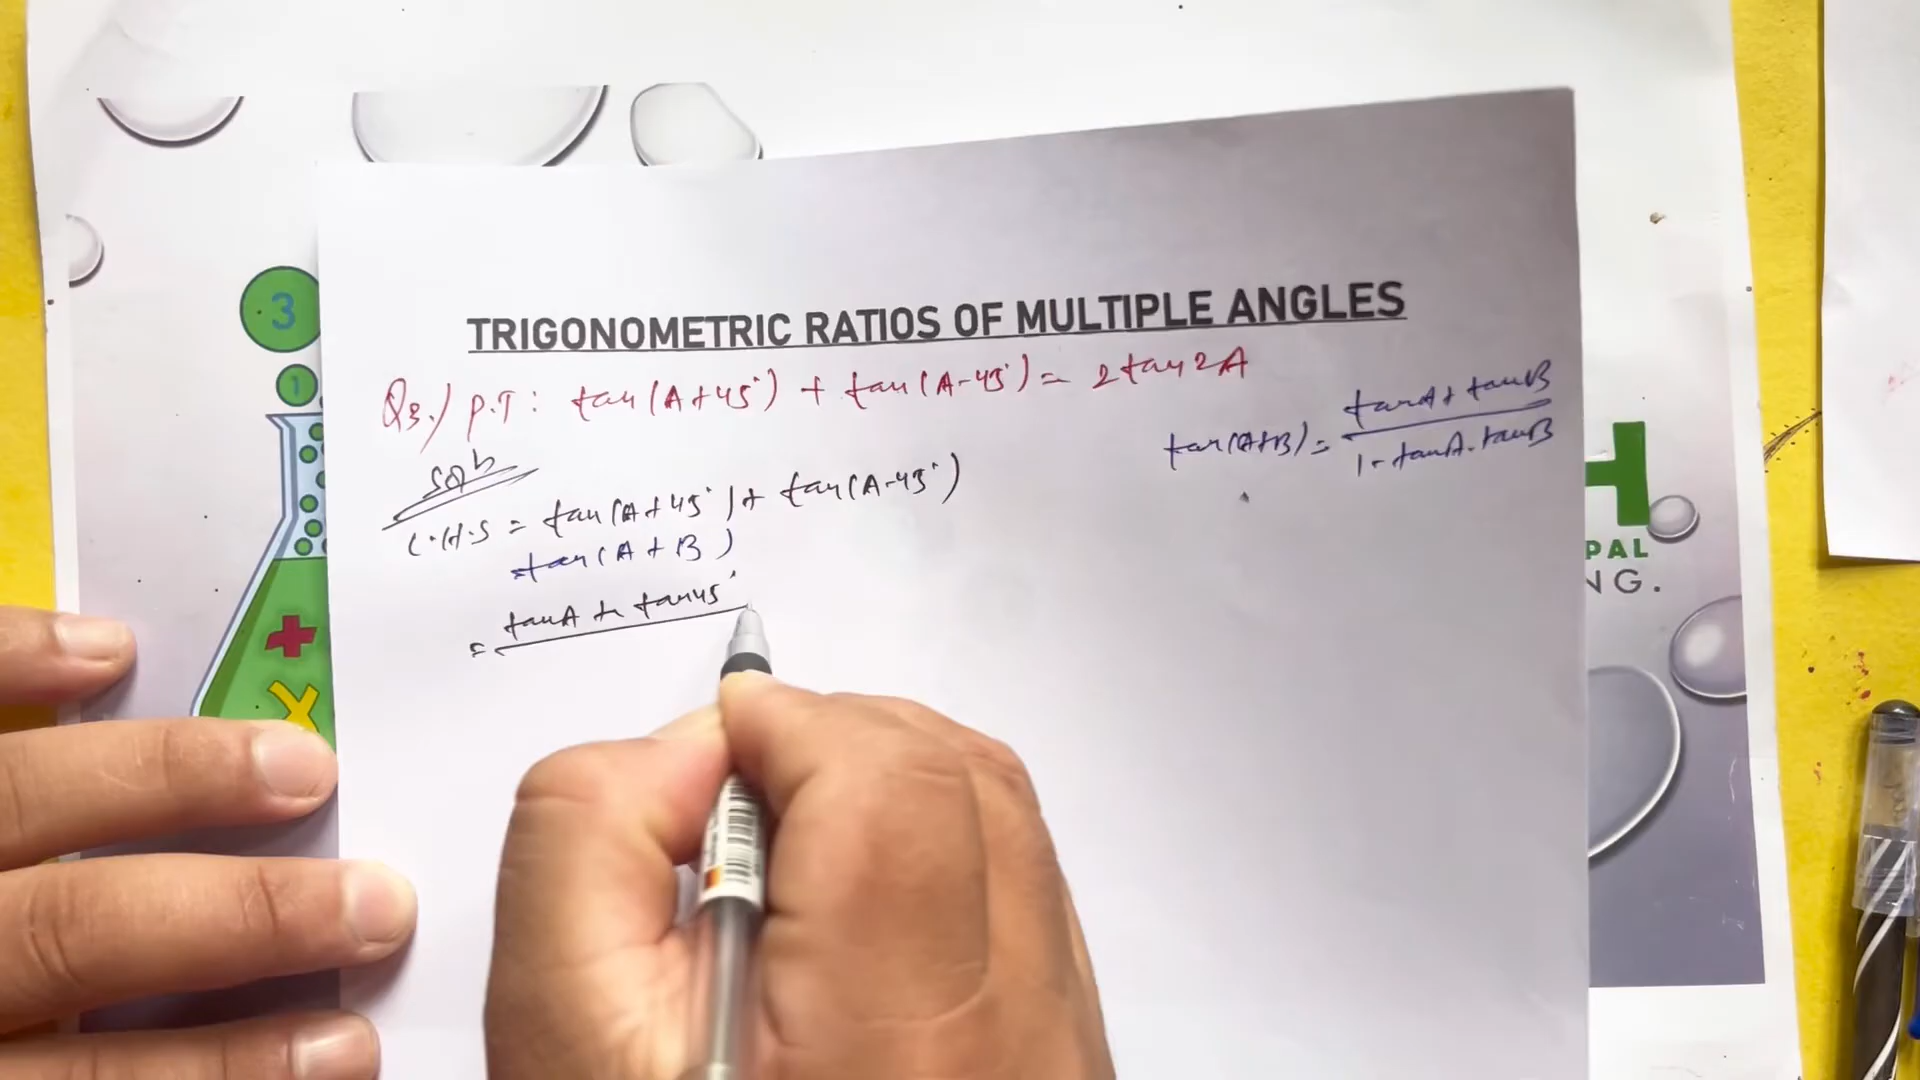 3
1
TRIGONOMETRIC RATIOS OF MULTIPLE ANGLES
Q3.) P.T: tan(A+45°) + tan(A-45°) = 2tan2A
tan(A+B) = tanA + tanB / 1 - tanA.tanB
Sol^n
L.H.S = tan(A+45°) + tan(A-45°)
tan(A+B)
= tanA + tan45°
H
PAL
NG.